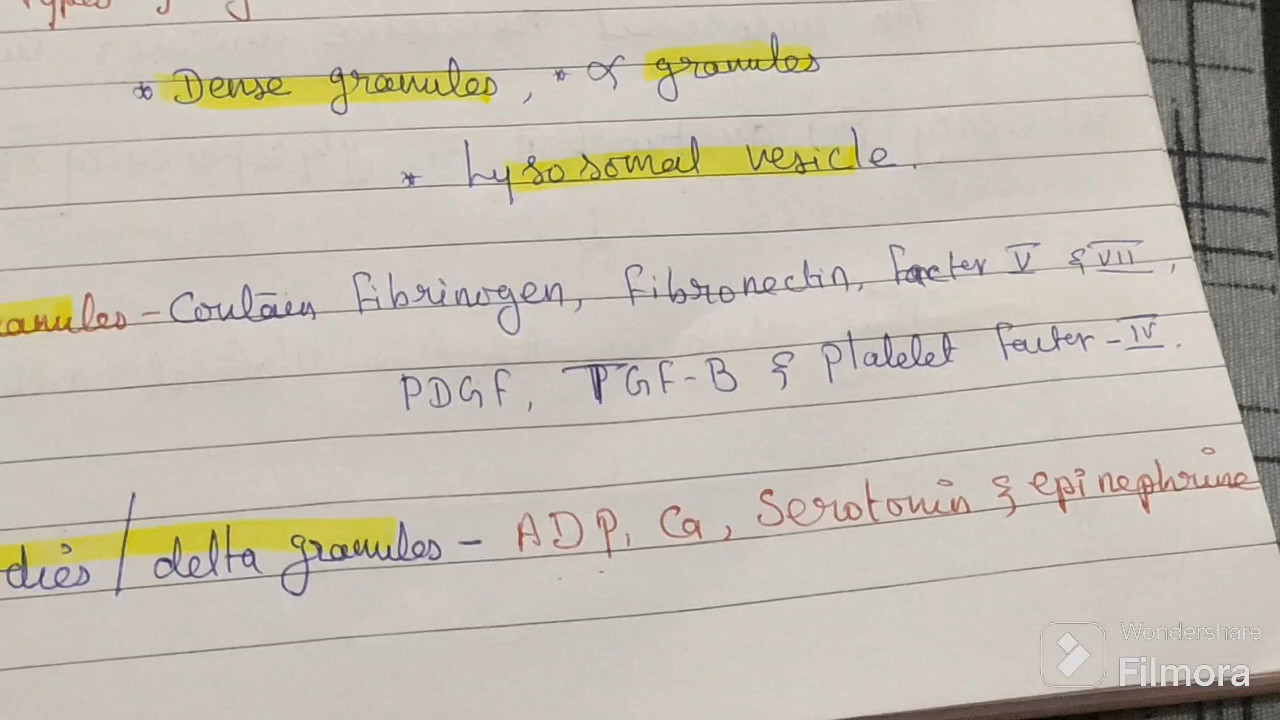 * Dense granules, * α granules
* Lysosomal vesicle.
anules - Contain fibrinogen, fibronectin, factor V & VII,
PDGF, TGF-B & Platelet factor - IV.
dies / delta granules - ADP, Ca, Serotonin & epinephrine
Wondershare
Filmora